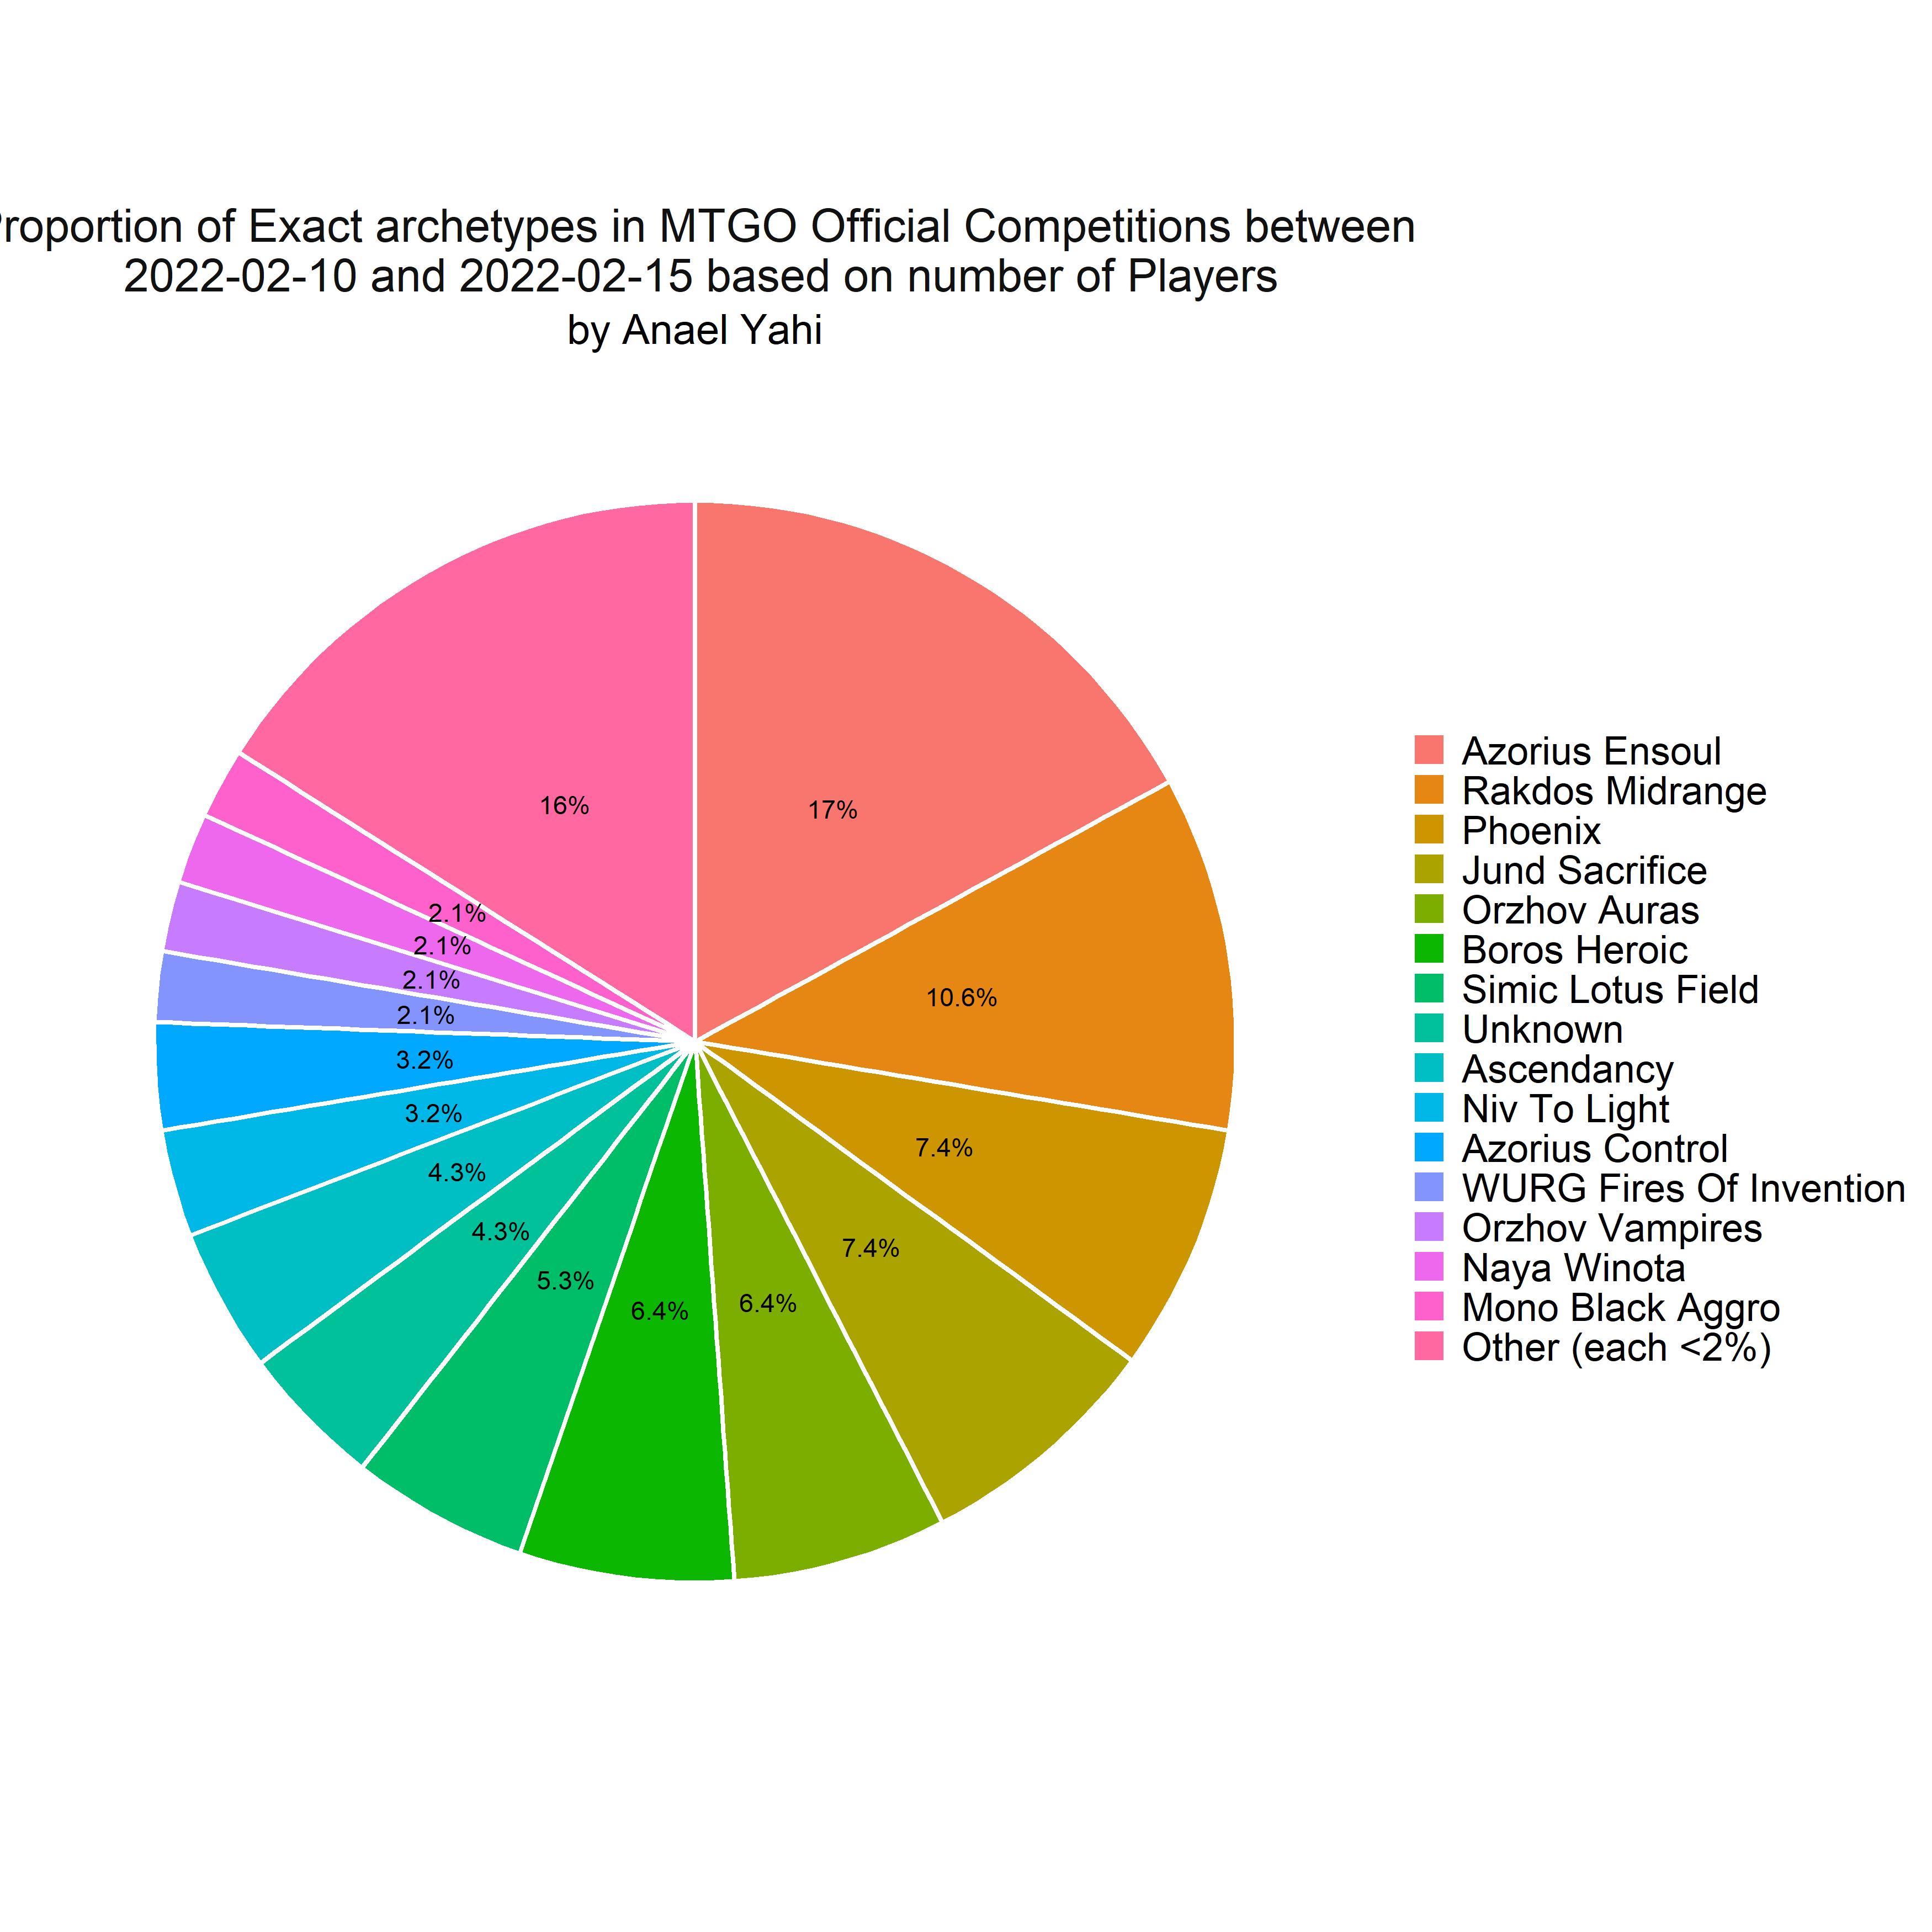 roportion of Exact archetypes in MTGO Official Competitions between
2022-02-10 and 2022-02-15 based on number of Players
by Anael Yahi
16%
17%
2.1%
2.1%
2.1%
2.1%
3.2%
3.2%
4.3%
4.3%
5.3%
6.4%
6.4%
7.4%
7.4%
10.6%
Azorius Ensoul
Rakdos Midrange
Phoenix
Jund Sacrifice
Orzhov Auras
Boros Heroic
Simic Lotus Field
Unknown
Ascendancy
Niv To Light
Azorius Control
WURG Fires Of Invention
Orzhov Vampires
Naya Winota
Mono Black Aggro
Other (each <2%)